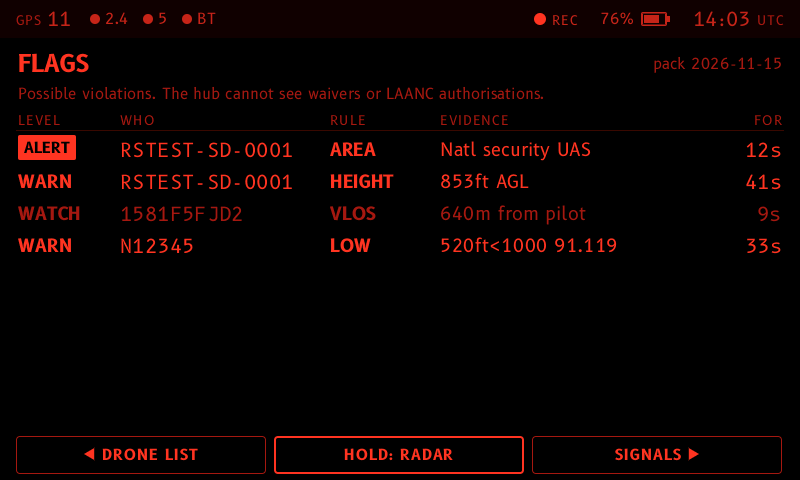 GPS 11 2.4 5 BT REC 76% 14:03 UTC
FLAGS pack 2026-11-15
Possible violations. The hub cannot see waivers or LAANC authorisations.
LEVEL WHO RULE EVIDENCE FOR
ALERT RSTEST-SD-0001 AREA Natl security UAS 12s
WARN RSTEST-SD-0001 HEIGHT 853ft AGL 41s
WATCH 1581F5FJD2 VLOS 640m from pilot 9s
WARN N12345 LOW 520ft<1000 91.119 33s
◀ DRONE LIST HOLD: RADAR SIGNALS ▶